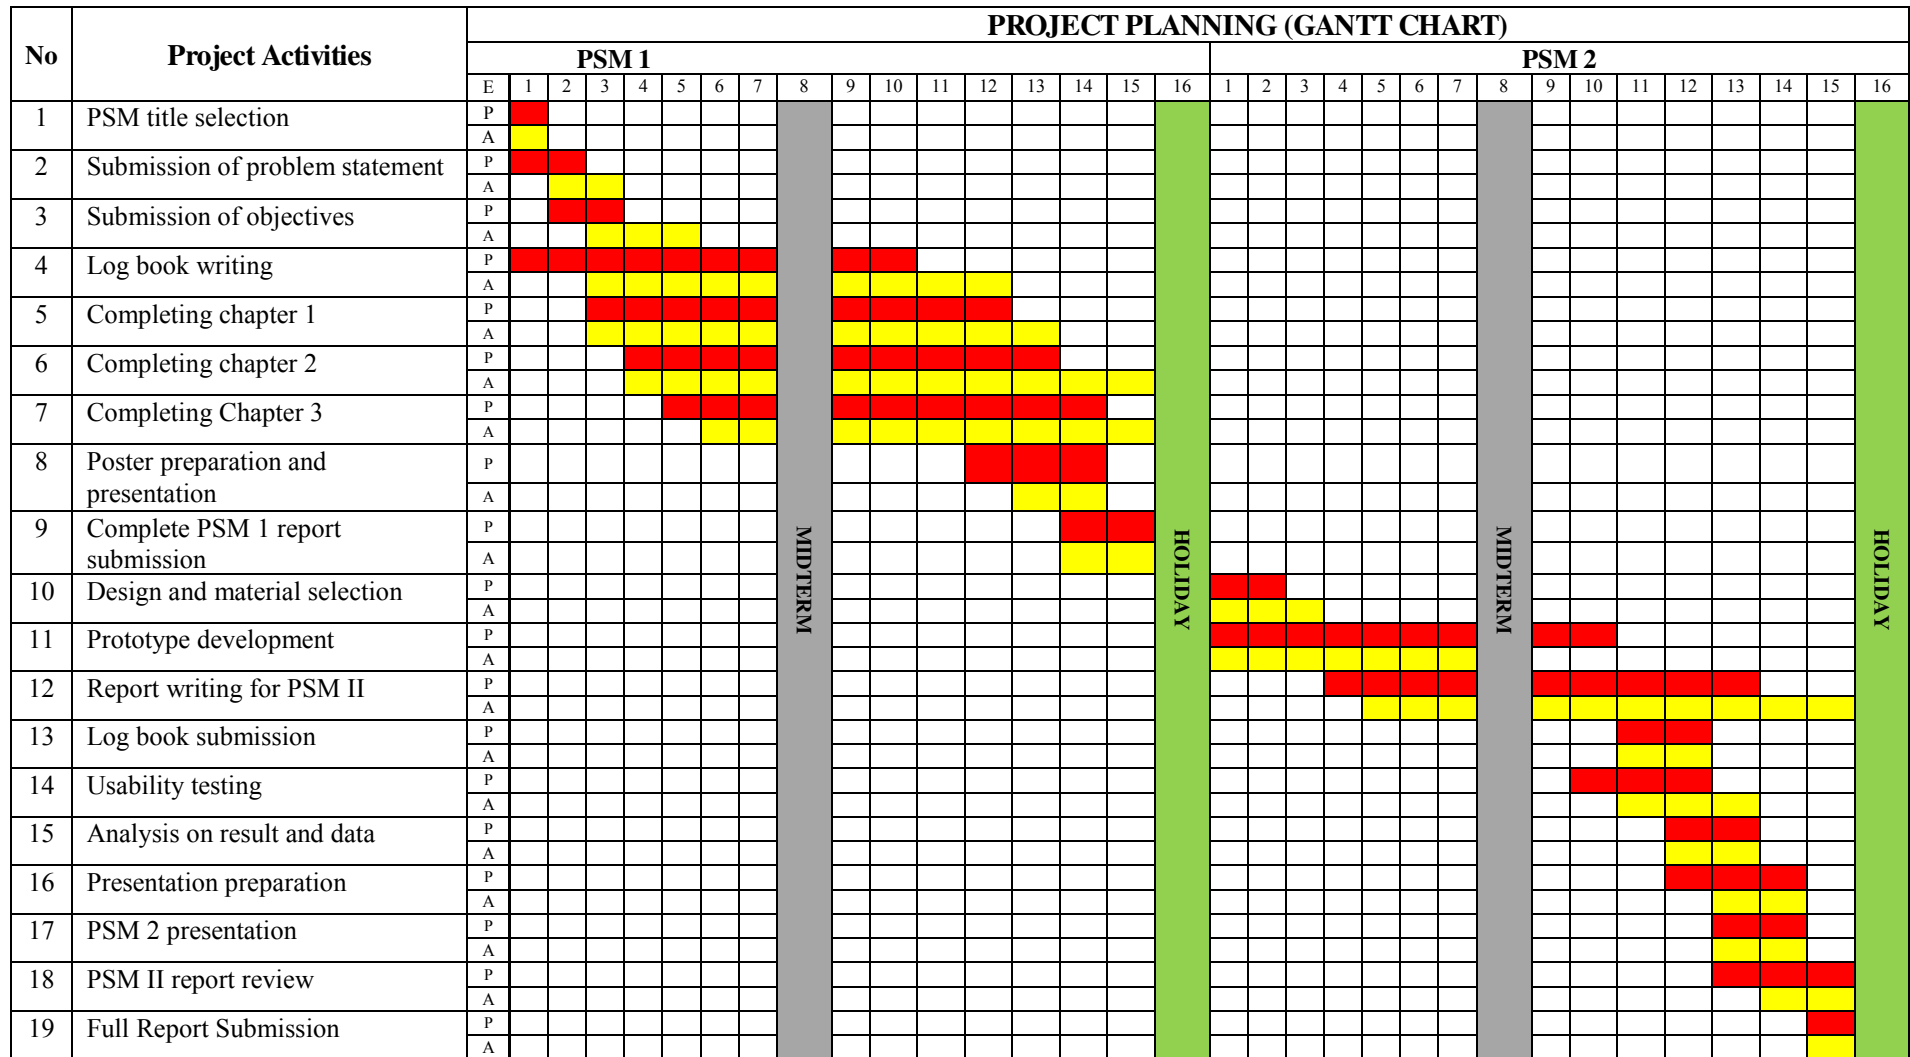 PROJECT PLANNING (GANTT CHART)
No Project Activities
PSM 1 PSM 2
E 1 2 3 4 5 6 7 8 9 10 11 12 13 14 15 16 1 2 3 4 5 6 7 8 9 10 11 12 13 14 15 16
1 PSM title selection P
A
2 Submission of problem statement P
A
3 Submission of objectives P
A
4 Log book writing P
A
5 Completing chapter 1 P
A
6 Completing chapter 2 P
A
7 Completing Chapter 3 P
A
8 Poster preparation and P
presentation A
9 Complete PSM 1 report P
submission A
10 Design and material selection P
A
11 Prototype development P
A
12 Report writing for PSM II P
A
13 Log book submission P
A
14 Usability testing P
A
15 Analysis on result and data P
A
16 Presentation preparation P
A
17 PSM 2 presentation P
A
18 PSM II report review P
A
19 Full Report Submission P
A
MIDTERM
HOLIDAY
MIDTERM
HOLIDAY